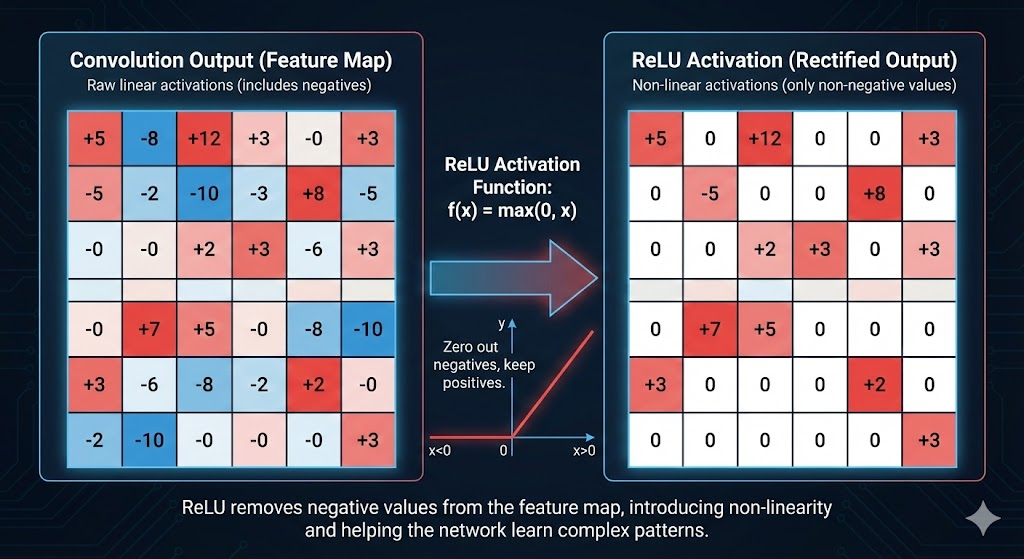 Convolution Output (Feature Map)
Raw linear activations (includes negatives)
+5 -8 +12 +3 -0 +3
-5 -2 -10 -3 +8 -5
-0 -0 +2 +3 -6 +3
-0 +7 +5 -0 -8 -10
+3 -6 -8 -2 +2 -0
-2 -10 -0 -0 -0 +3
ReLU Activation
Function:
f(x) = max(0, x)
y
Zero out
negatives, keep
positives.
x<0 0 x>0
ReLU Activation (Rectified Output)
Non-linear activations (only non-negative values)
+5 0 +12 0 0 +3
0 -5 0 0 +8 0
0 0 +2 +3 0 +3
0 +7 +5 0 0 0
+3 0 0 0 +2 0
0 0 0 0 0 +3
ReLU removes negative values from the feature map, introducing non-linearity
and helping the network learn complex patterns.